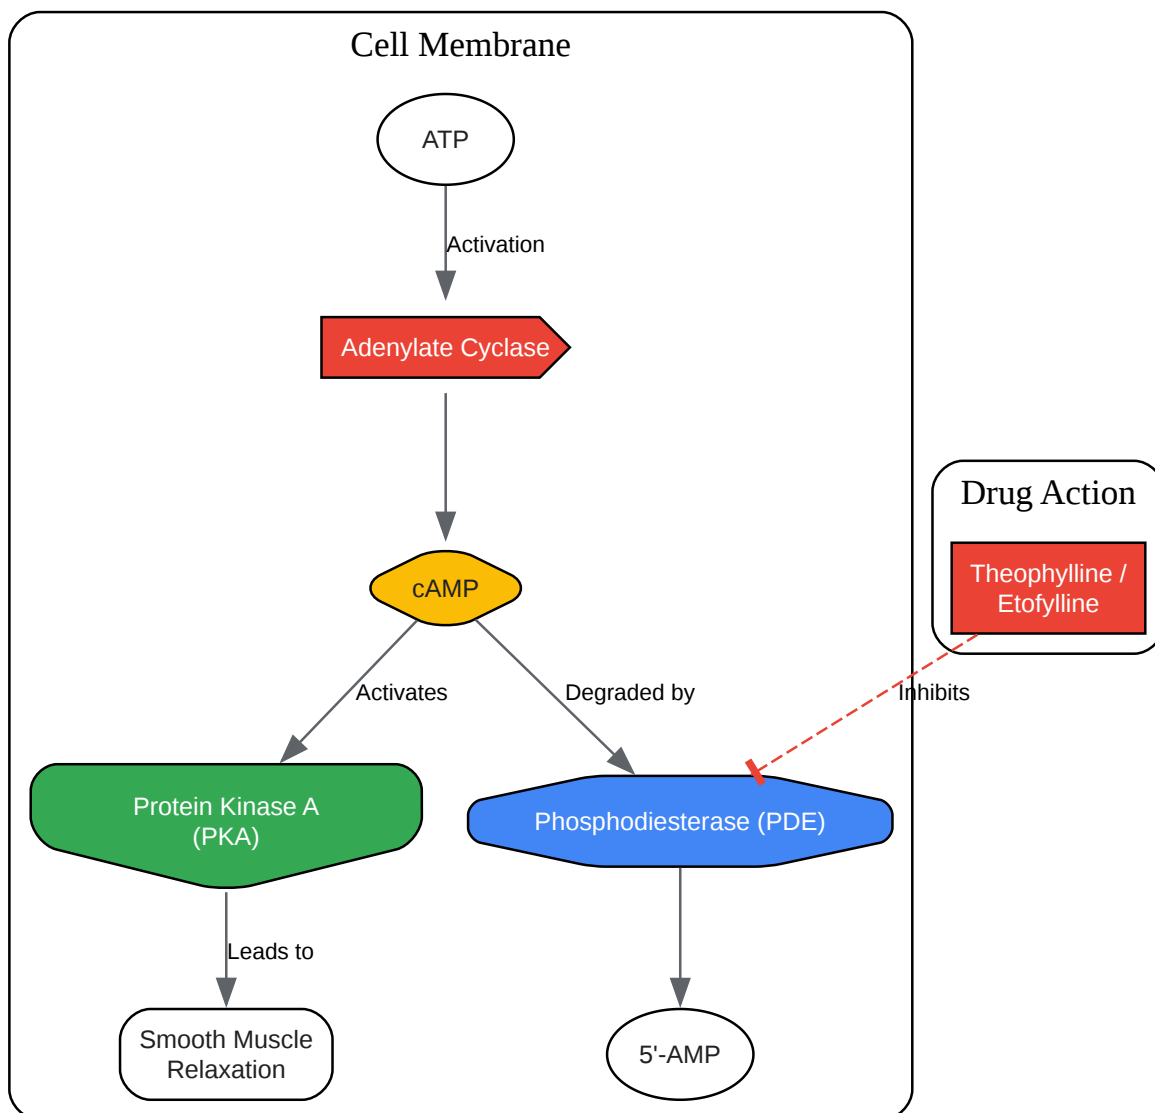 Cell Membrane
ATP
Activation
Adenylate Cyclase
Drug Action
Theophylline /
Etofylline
cAMP
Activates
Degraded by
Inhibits
Protein Kinase A
(PKA)
Phosphodiesterase (PDE)
Leads to
Smooth Muscle
Relaxation
5'-AMP